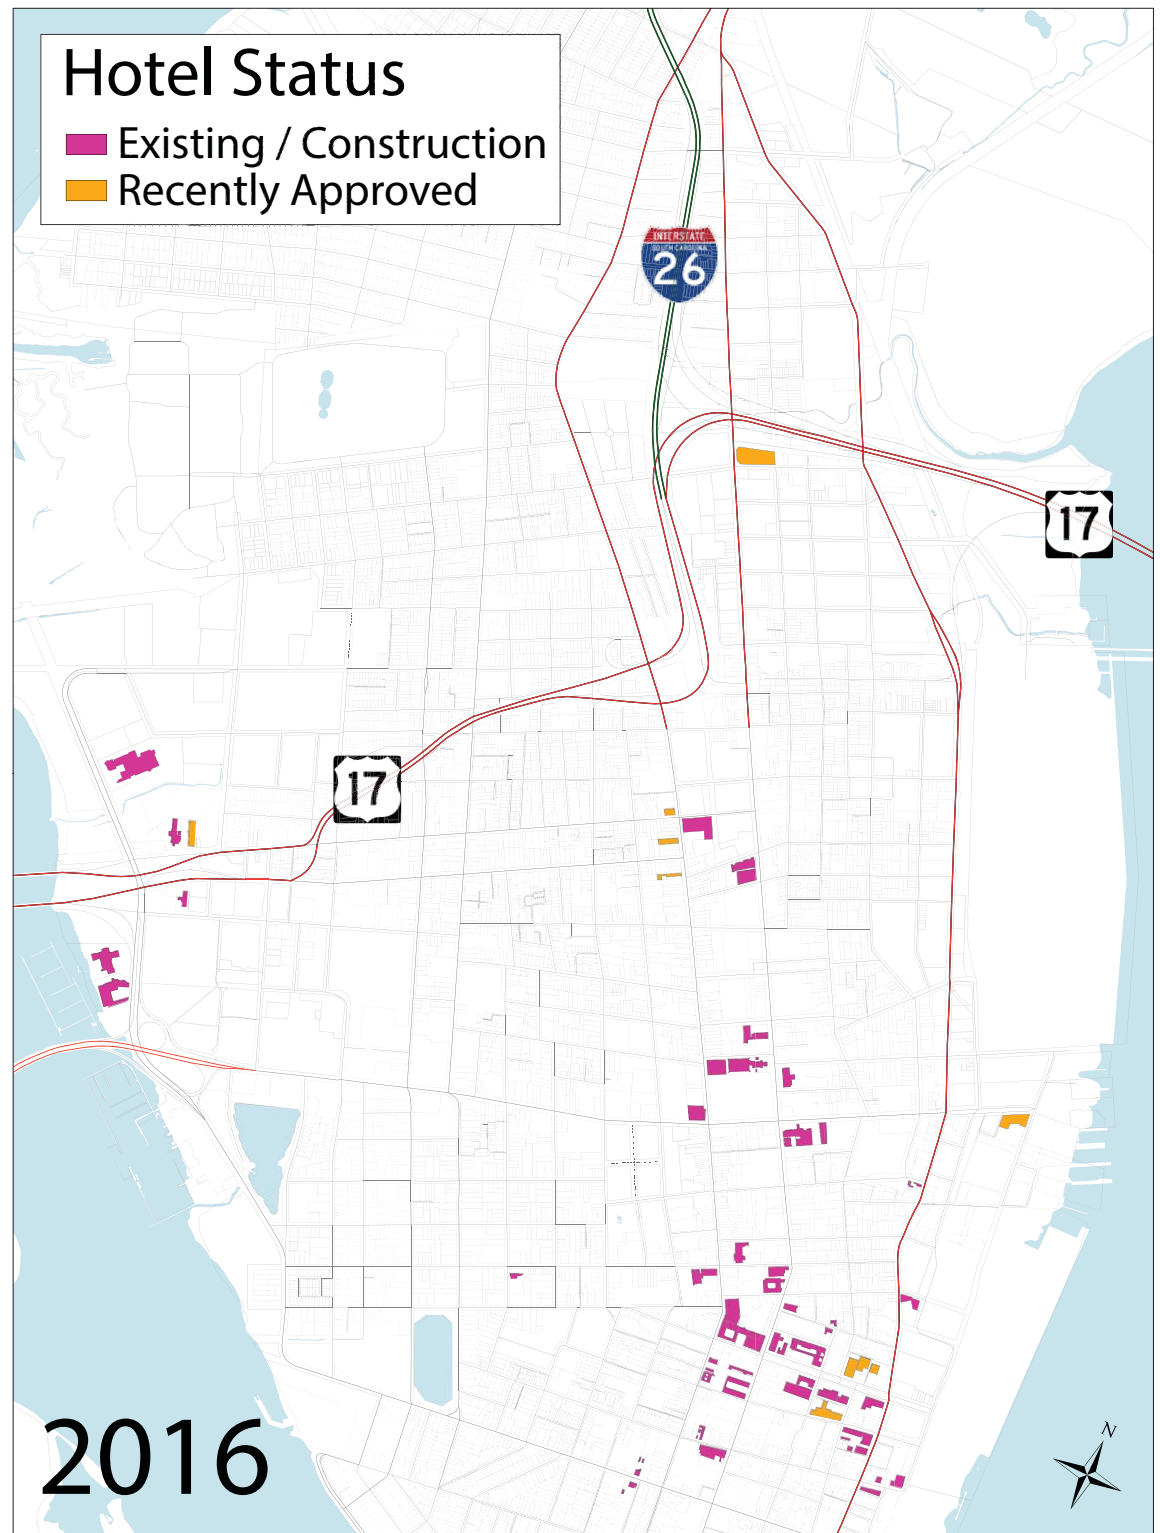 Hotel Status
Existing / Construction
Recently Approved
INTERSTATE
SOUTH CAROLINA
26
17
17
2016
N